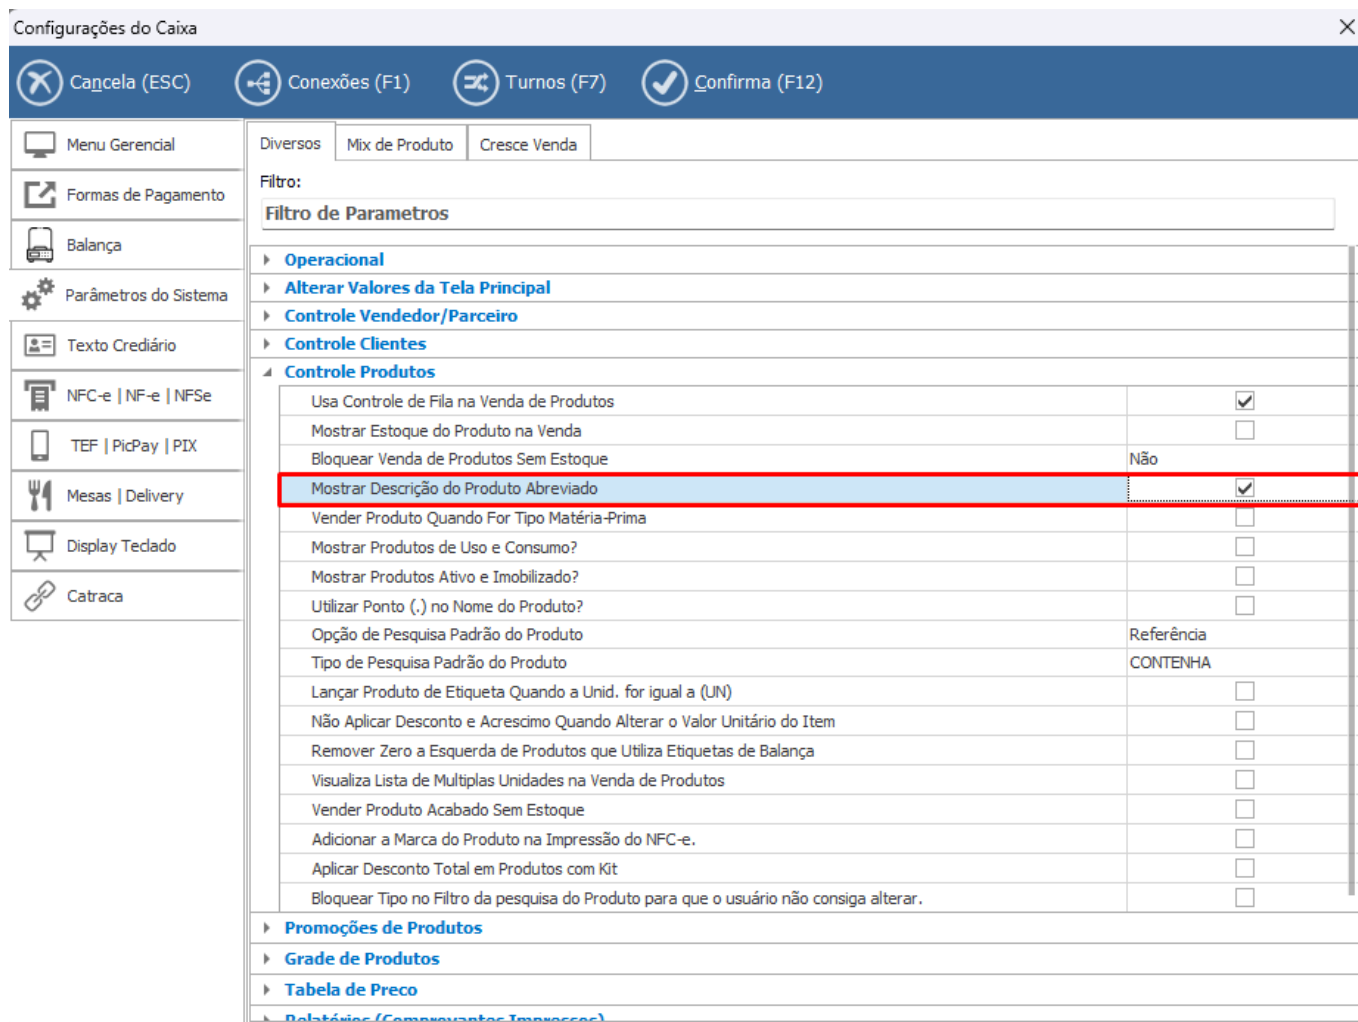 Configurações do Caixa
Cancela (ESC)
Conexões (F1)
Turnos (F7)
Confirma (F12)
Menu Gerencial
Formas de Pagamento
Balança
Parâmetros do Sistema
Texto Crediário
NFC-e | NF-e | NFSe
TEF | PicPay | PIX
Mesas | Delivery
Display Teclado
Catraca
Diversos
Mix de Produto
Cresce Venda
Filtro:
Filtro de Parametros
Operacional
Alterar Valores da Tela Principal
Controle Vendedor/Parceiro
Controle Clientes
Controle Produtos
Usa Controle de Fila na Venda de Produtos
Mostrar Estoque do Produto na Venda
Bloquear Venda de Produtos Sem Estoque Não
Mostrar Descrição do Produto Abreviado
Vender Produto Quando For Tipo Matéria-Prima
Mostrar Produtos de Uso e Consumo?
Mostrar Produtos Ativo e Imobilizado?
Utilizar Ponto (.) no Nome do Produto?
Opção de Pesquisa Padrão do Produto Referência
Tipo de Pesquisa Padrão do Produto CONTENHA
Lançar Produto de Etiqueta Quando a Unid. for igual a (UN)
Não Aplicar Desconto e Acrescimo Quando Alterar o Valor Unitário do Item
Remover Zero a Esquerda de Produtos que Utiliza Etiquetas de Balança
Visualiza Lista de Multiplas Unidades na Venda de Produtos
Vender Produto Acabado Sem Estoque
Adicionar a Marca do Produto na Impressão do NFC-e.
Aplicar Desconto Total em Produtos com Kit
Bloquear Tipo no Filtro da pesquisa do Produto para que o usuário não consiga alterar.
Promoções de Produtos
Grade de Produtos
Tabela de Preco
Relatórios (Comprovantes Impressos)